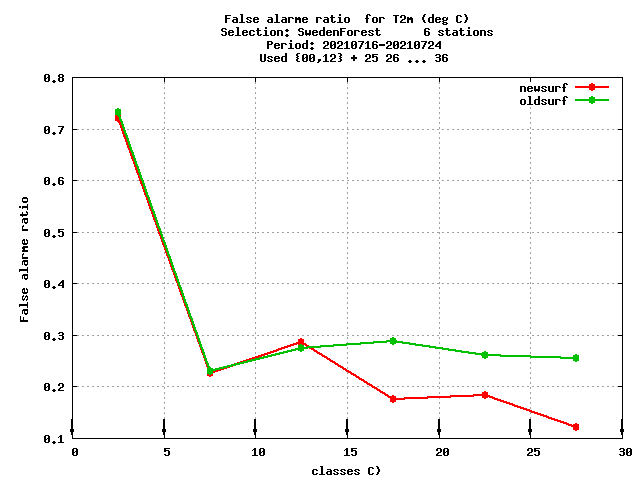 False alarme ratio  for T2m (deg C)
Selection: SwedenForest      6 stations
Period: 20210716-20210724
Used {00,12} + 25 26 ... 36
newsurf
oldsurf
0.8
0.7
0.6
0.5
0.4
0.3
0.2
0.1
False alarme ratio
0 5 10 15 20 25 30
classes C)